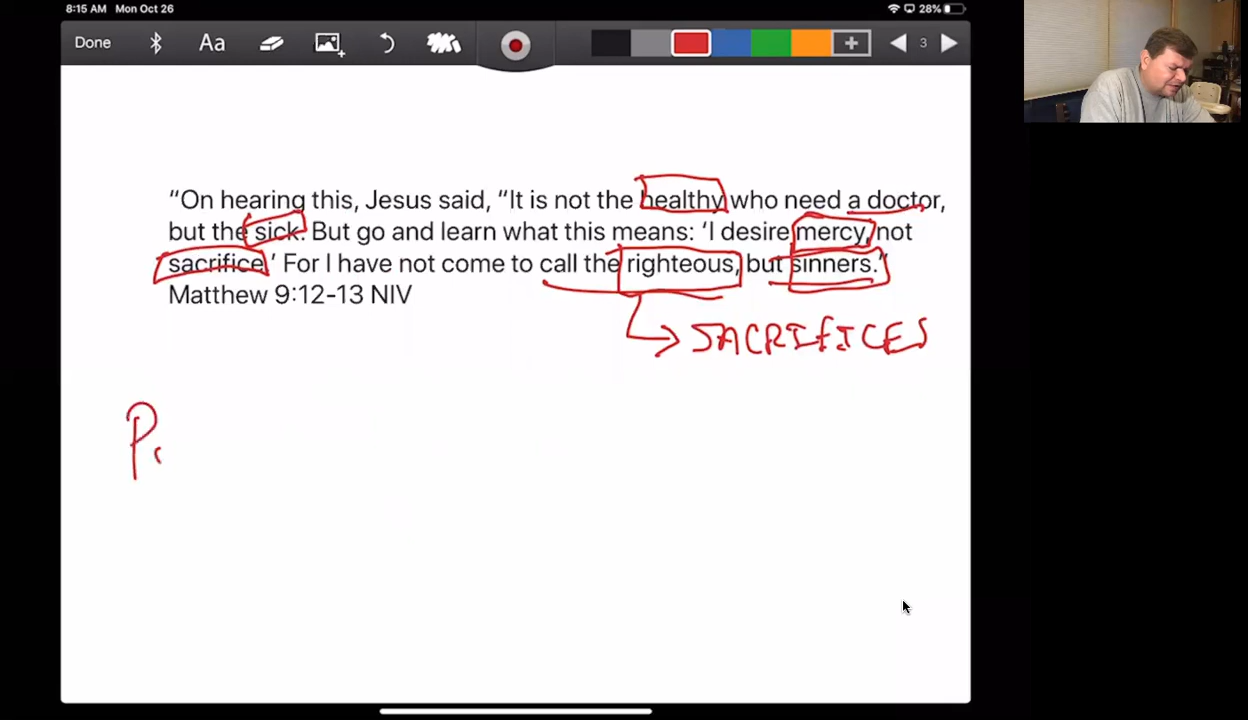 8:15 AM Mon Oct 26
28%
Done
Aa
3
“On hearing this, Jesus said, “It is not the healthy who need a doctor,
but the sick. But go and learn what this means: ‘I desire mercy, not
sacrifice.’ For I have not come to call the righteous, but sinners.”
Matthew 9:12-13 NIV
SACRIFICES
P